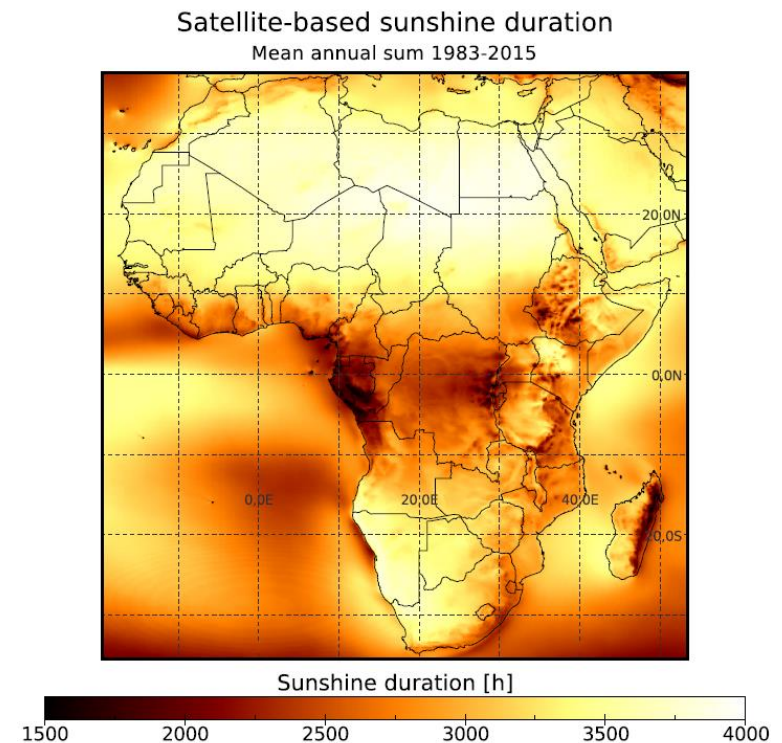 Satellite-based sunshine duration
Mean annual sum 1983-2015
20,0N
0,0N
0,0E 20,0E 40,0E
20,0S
Sunshine duration [h]
1500 2000 2500 3000 3500 4000